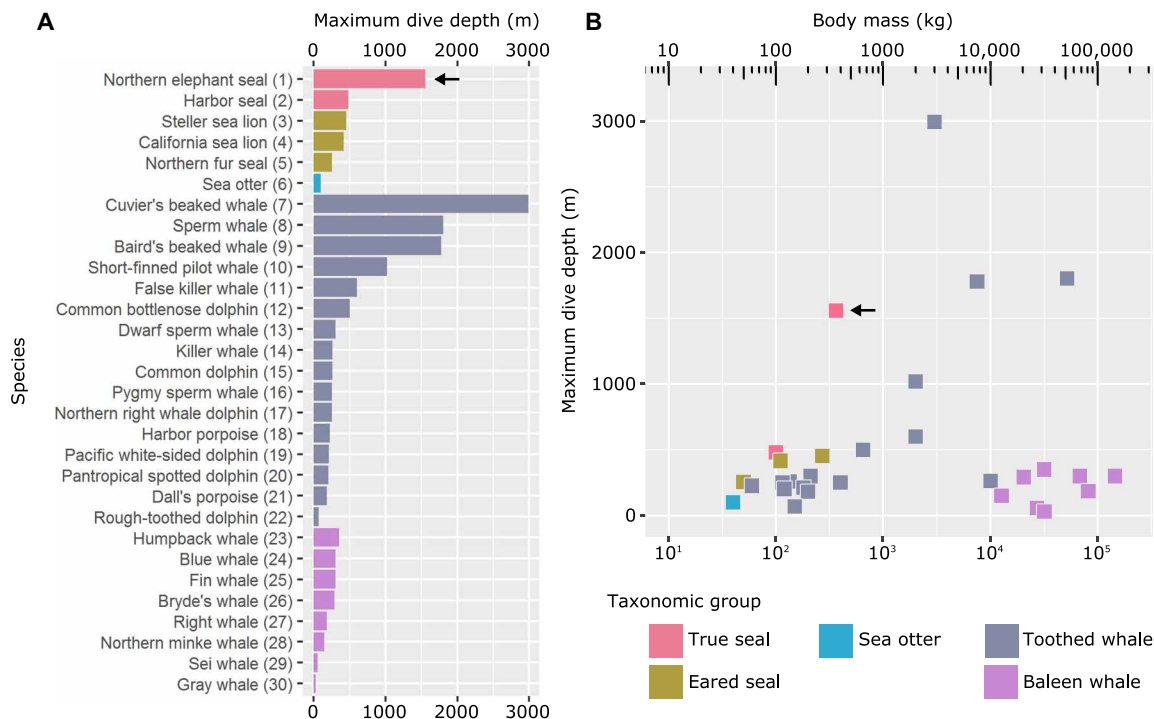 A
Maximum dive depth (m)
0 1000 2000 3000
Species
Northern elephant seal (1)
Harbor seal (2)
Steller sea lion (3)
California sea lion (4)
Northern fur seal (5)
Sea otter (6)
Cuvier's beaked whale (7)
Sperm whale (8)
Baird's beaked whale (9)
Short-finned pilot whale (10)
False killer whale (11)
Common bottlenose dolphin (12)
Dwarf sperm whale (13)
Killer whale (14)
Common dolphin (15)
Pygmy sperm whale (16)
Northern right whale dolphin (17)
Harbor porpoise (18)
Pacific white-sided dolphin (19)
Pantropical spotted dolphin (20)
Dall's porpoise (21)
Rough-toothed dolphin (22)
Humpback whale (23)
Blue whale (24)
Fin whale (25)
Bryde's whale (26)
Right whale (27)
Northern minke whale (28)
Sei whale (29)
Gray whale (30)
0 1000 2000 3000
B
Body mass (kg)
10 100 1000 10,000 100,000
Maximum dive depth (m)
3000
2000
1000
0
10¹ 10² 10³ 10⁴ 10⁵
Taxonomic group
True seal
Sea otter
Toothed whale
Eared seal
Baleen whale